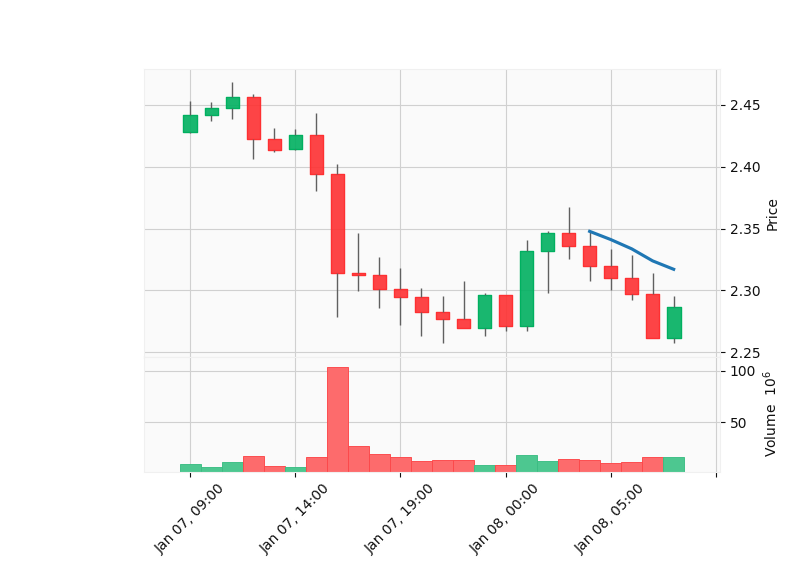 2.45
2.40
2.35
2.30
2.25
Price
100
50
Volume 10^6
Jan 07, 09:00
Jan 07, 14:00
Jan 07, 19:00
Jan 08, 00:00
Jan 08, 05:00